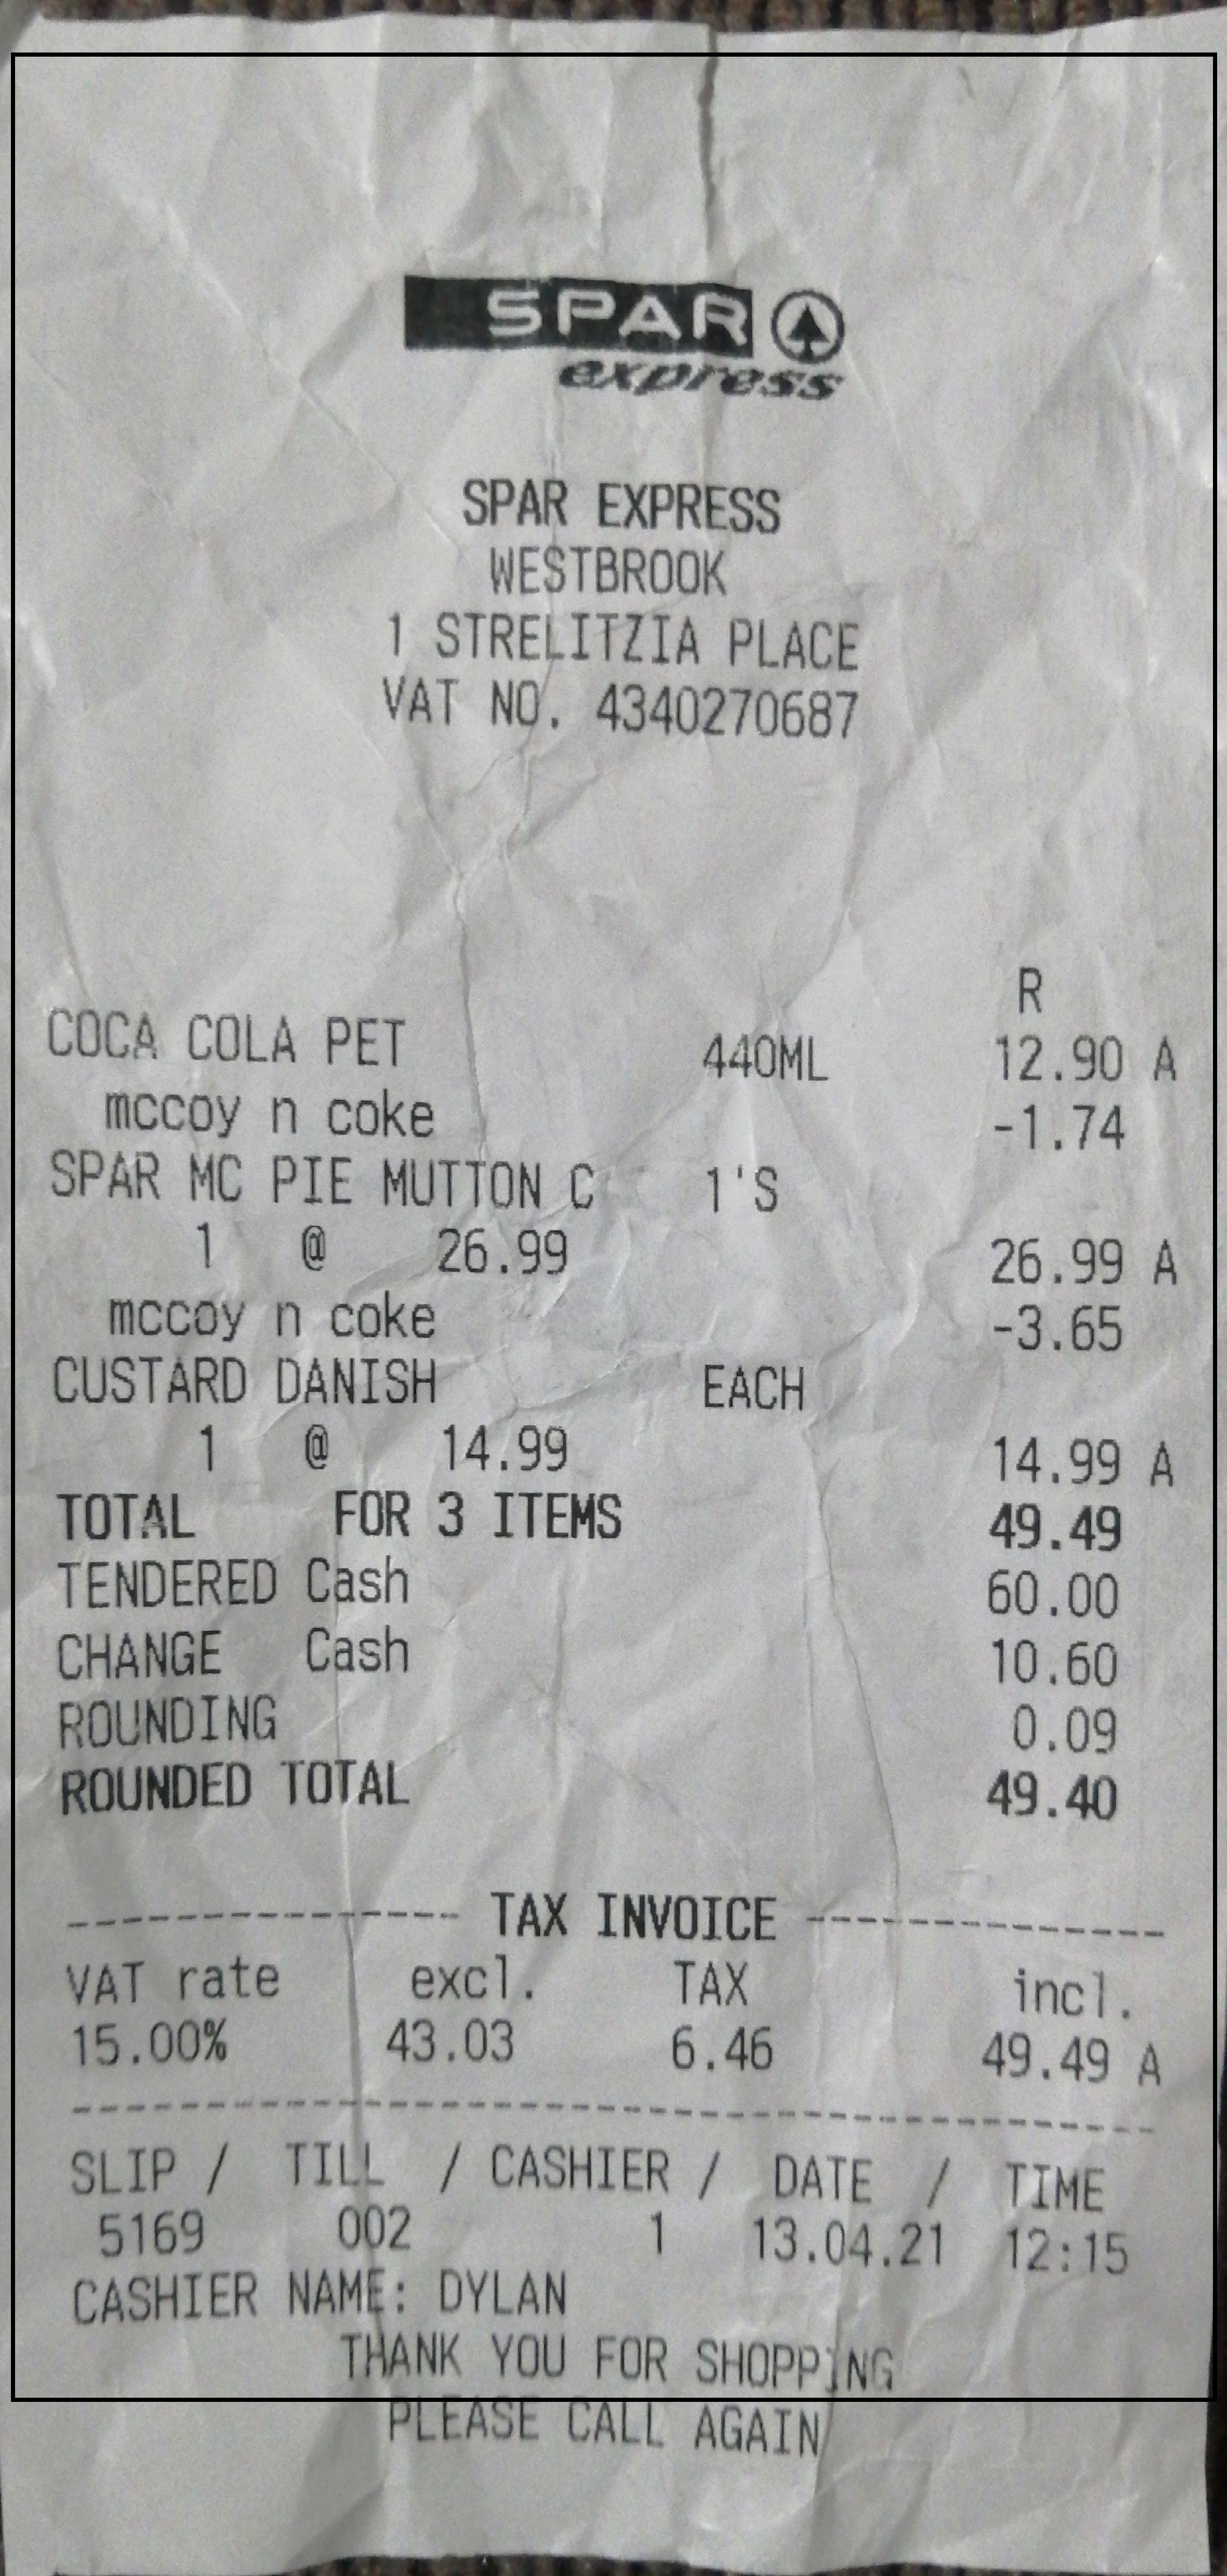 SPAR
express
SPAR EXPRESS
WESTBROOK
1 STRELITZIA PLACE
VAT NO. 4340270687
R
COCA COLA PET 440ML 12.90 A
mccoy n coke -1.74
SPAR MC PIE MUTTON C 1'S
1 @ 26.99 26.99 A
mccoy n coke -3.65
CUSTARD DANISH EACH
1 @ 14.99 14.99 A
TOTAL FOR 3 ITEMS 49.49
TENDERED Cash 60.00
CHANGE Cash 10.60
ROUNDING 0.09
ROUNDED TOTAL 49.40
--------------- TAX INVOICE --------------
VAT rate excl. TAX incl.
15.00% 43.03 6.46 49.49 A
------------------------------------------
SLIP / TILL / CASHIER / DATE / TIME
5169 002 1 13.04.21 12:15
CASHIER NAME: DYLAN
THANK YOU FOR SHOPPING
PLEASE CALL AGAIN